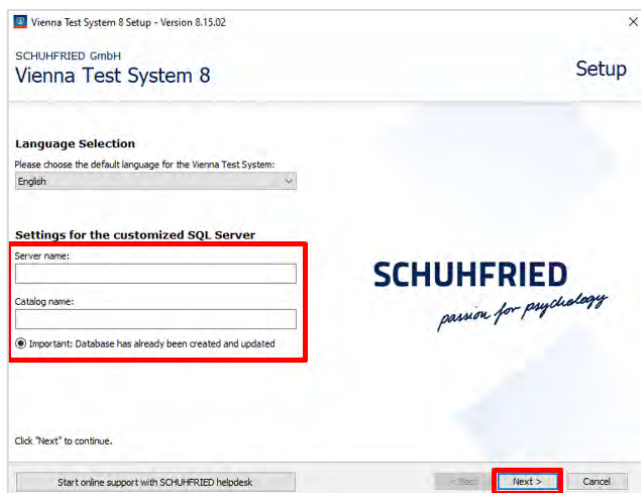 Vienna Test System 8 Setup - Version 8.15.02
SCHUHFRIED GmbH
Vienna Test System 8
Setup
Language Selection
Please choose the default language for the Vienna Test System:
English
Settings for the customized SQL Server
Server name:
Catalog name:
Important: Database has already been created and updated
SCHUHFRIED
passion for psychology
Click "Next" to continue.
Start online support with SCHUHFRIED helpdesk
< Back
Next >
Cancel